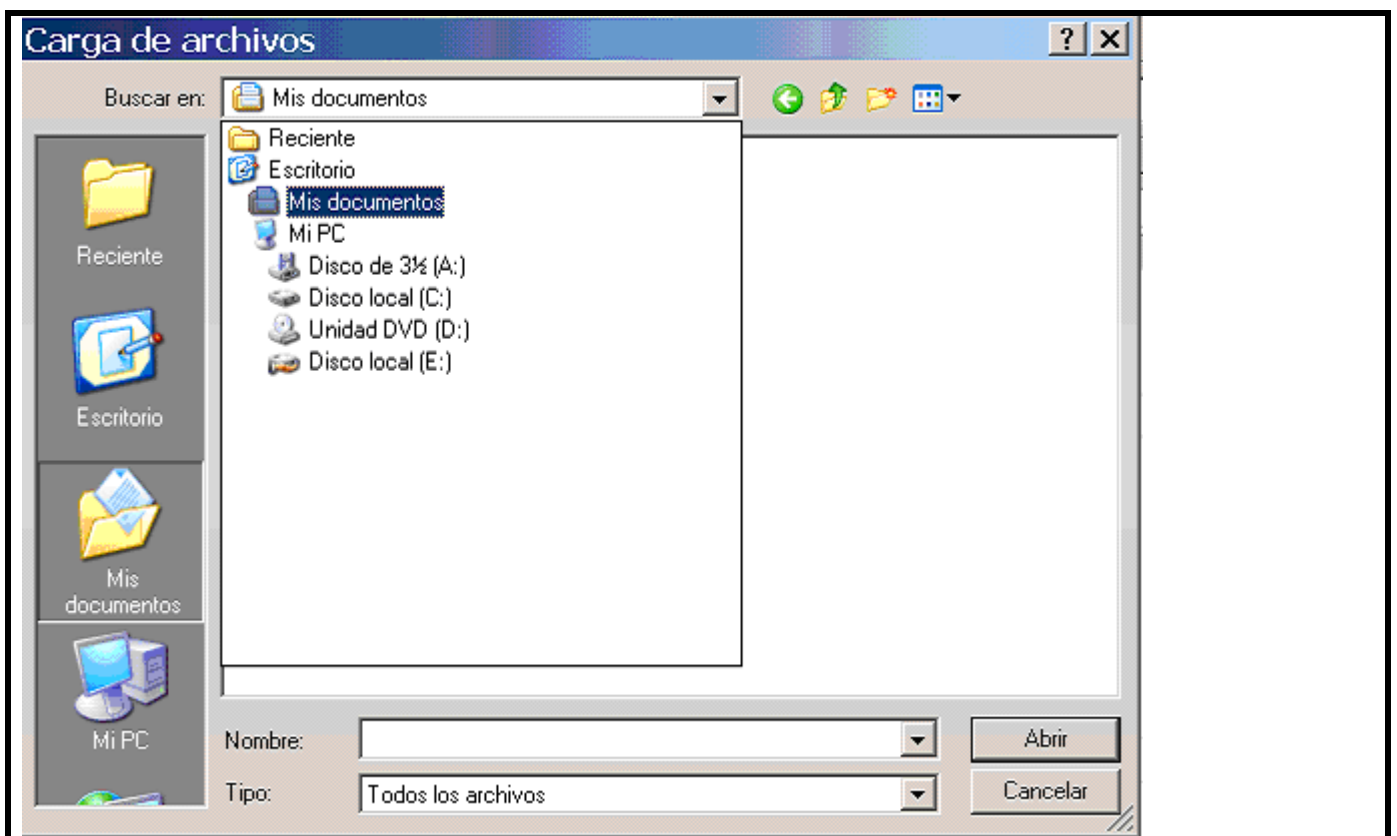 Carga de archivos
Buscar en: Mis documentos
Reciente
Escritorio
Mis documentos
Mi PC
Disco de 3½ (A:)
Disco local (C:)
Unidad DVD (D:)
Disco local (E:)
Reciente
Escritorio
Mis
documentos
Mi PC
Nombre:
Abrir
Tipo: Todos los archivos
Cancelar